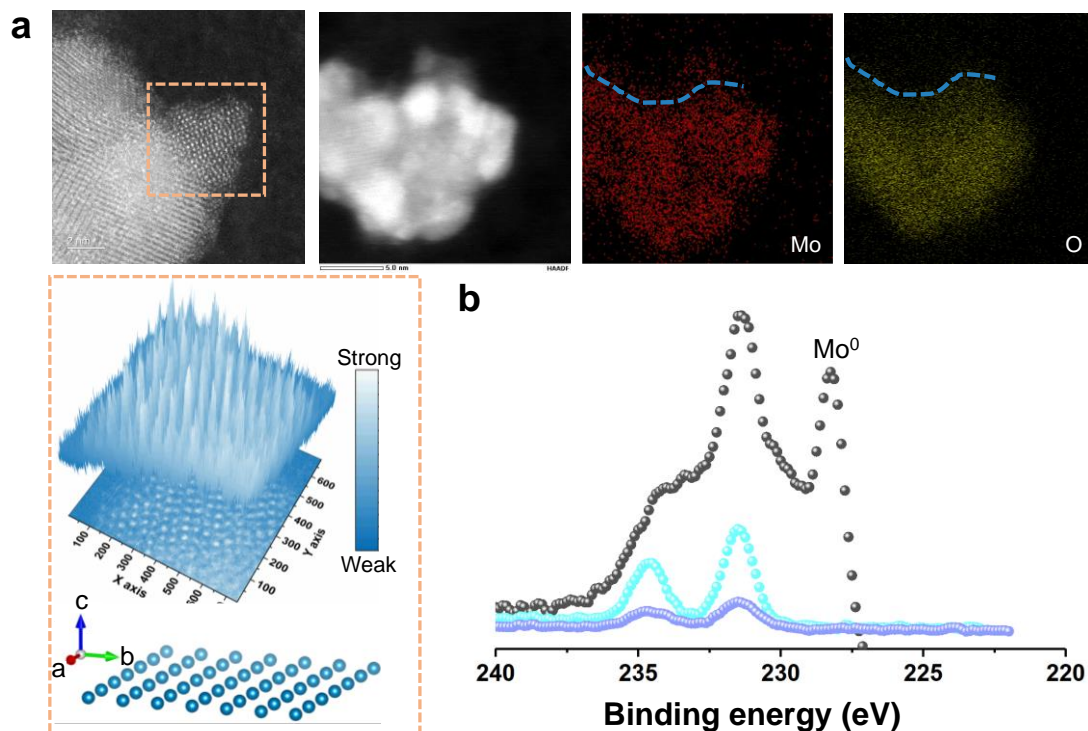 a
2 nm
5.0 nm
HAADF
Mo
O
Strong
Weak
100
200
300
400
500
X axis
100
200
300
400
500
600
Y axis
c
a
b
b
Mo⁰
240
235
230
225
220
Binding energy (eV)